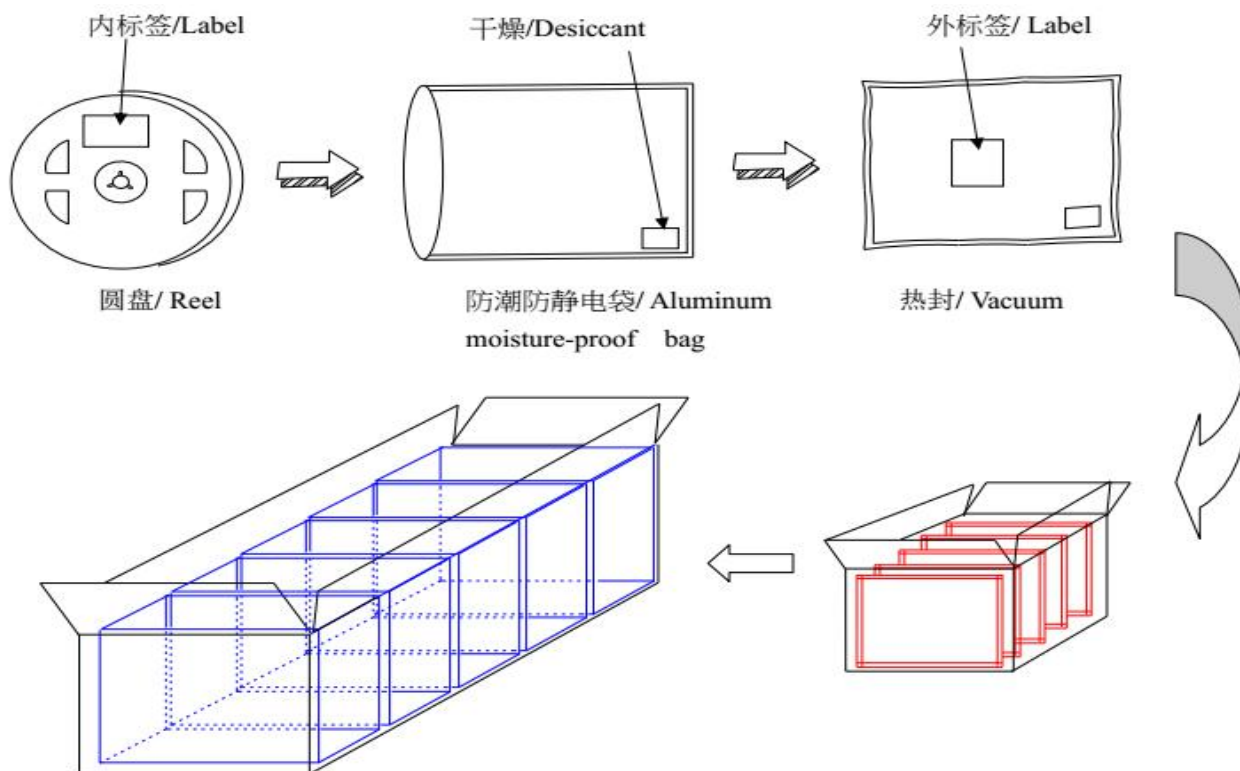 内标签/Label
干燥/Desiccant
外标签/ Label
圆盘/ Reel
防潮防静电袋/ Aluminum
moisture-proof bag
热封/ Vacuum